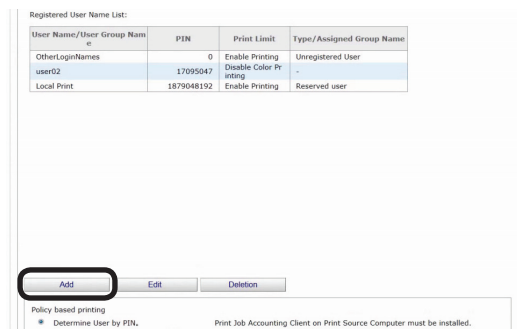 Registered User Name List:
User Name/User Group Nam
e
PIN
Print Limit
Type/Assigned Group Name
OtherLoginNames 0 Enable Printing Unregistered User
user02 17095047 Disable Color Pr
inting
-
Local Print 1879048192 Enable Printing Reserved user
Add Edit Deletion
Policy based printing
Determine User by PIN. Print Job Accounting Client on Print Source Computer must be installed.